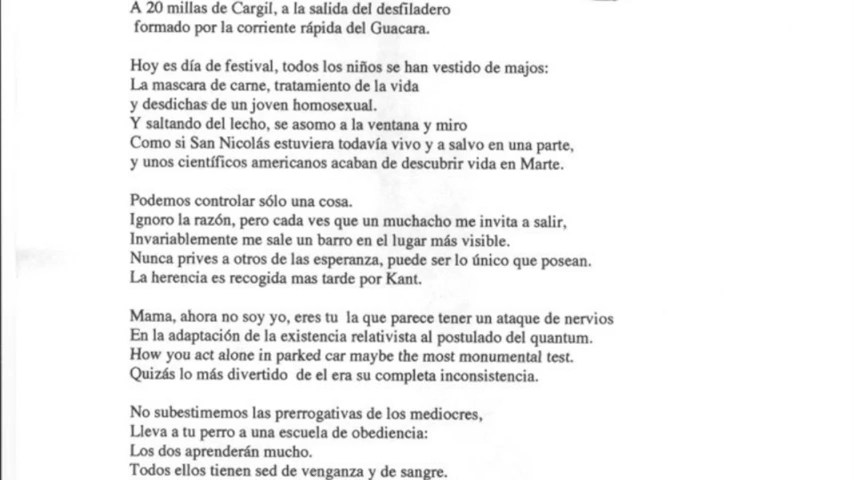 A 20 millas de Cargil, a la salida del desfiladero
formado por la corriente rápida del Guacara.
Hoy es día de festival, todos los niños se han vestido de majos:
La mascara de carne, tratamiento de la vida
y desdichas de un joven homosexual.
Y saltando del lecho, se asomo a la ventana y miro
Como si San Nicolás estuviera todavía vivo y a salvo en una parte,
y unos científicos americanos acaban de descubrir vida en Marte.
Podemos controlar sólo una cosa.
Ignoro la razón, pero cada ves que un muchacho me invita a salir,
Invariablemente me sale un barro en el lugar más visible.
Nunca prives a otros de las esperanza, puede ser lo único que posean.
La herencia es recogida mas tarde por Kant.
Mama, ahora no soy yo, eres tu la que parece tener un ataque de nervios
En la adaptación de la existencia relativista al postulado del quantum.
How you act alone in parked car maybe the most monumental test.
Quizás lo más divertido de el era su completa inconsistencia.
No subestimemos las prerrogativas de los mediocres,
Lleva a tu perro a una escuela de obediencia:
Los dos aprenderán mucho.
Todos ellos tienen sed de venganza y de sangre.